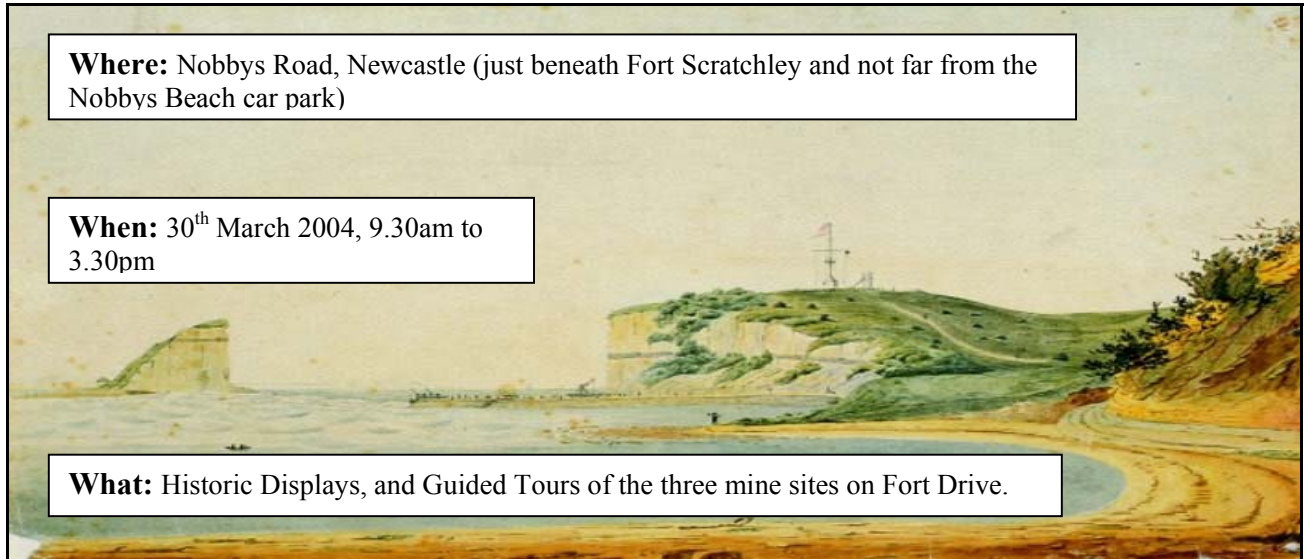 Where: Nobbys Road, Newcastle (just beneath Fort Scratchley and not far from the
Nobbys Beach car park)
When: 30th March 2004, 9.30am to
3.30pm
What: Historic Displays, and Guided Tours of the three mine sites on Fort Drive.